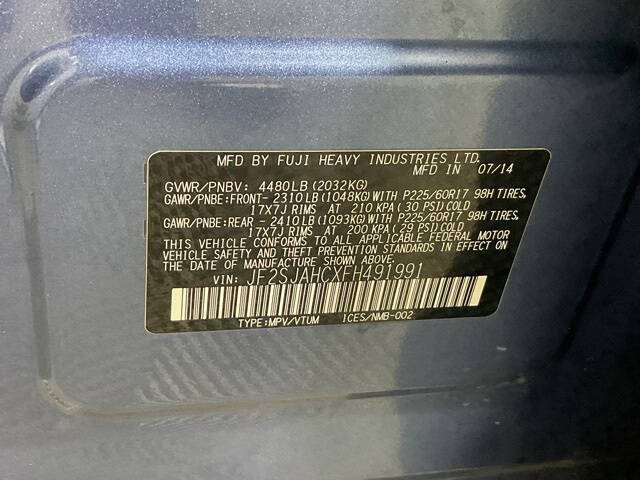 MFD BY FUJI HEAVY INDUSTRIES LTD.
MFD IN 07/14
GVWR/PNBV: 4480LB(2032KG)
GAWR/PNBE:FRONT- 2310LB(1048KG)WITH P225/60R17 98H TIRES,
17X7J RIMS AT 210 KPA(30 PSI)COLD
GAWR/PNBE:REAR - 2410LB(1093KG)WITH P225/60R17 98H TIRES,
17X7J RIMS AT 200 KPA(29 PSI)COLD
THIS VEHICLE CONFORMS TO ALL APPLICABLE FEDERAL MOTOR
VEHICLE SAFETY AND BUMPER STANDARDS IN EFFECT
ON THE DATE OF MANUFACTURE SHOWN ABOVE.
VIN: JF2SJAHCXFH491991
TYPE:MPV/VTUM ICES/NMB-002